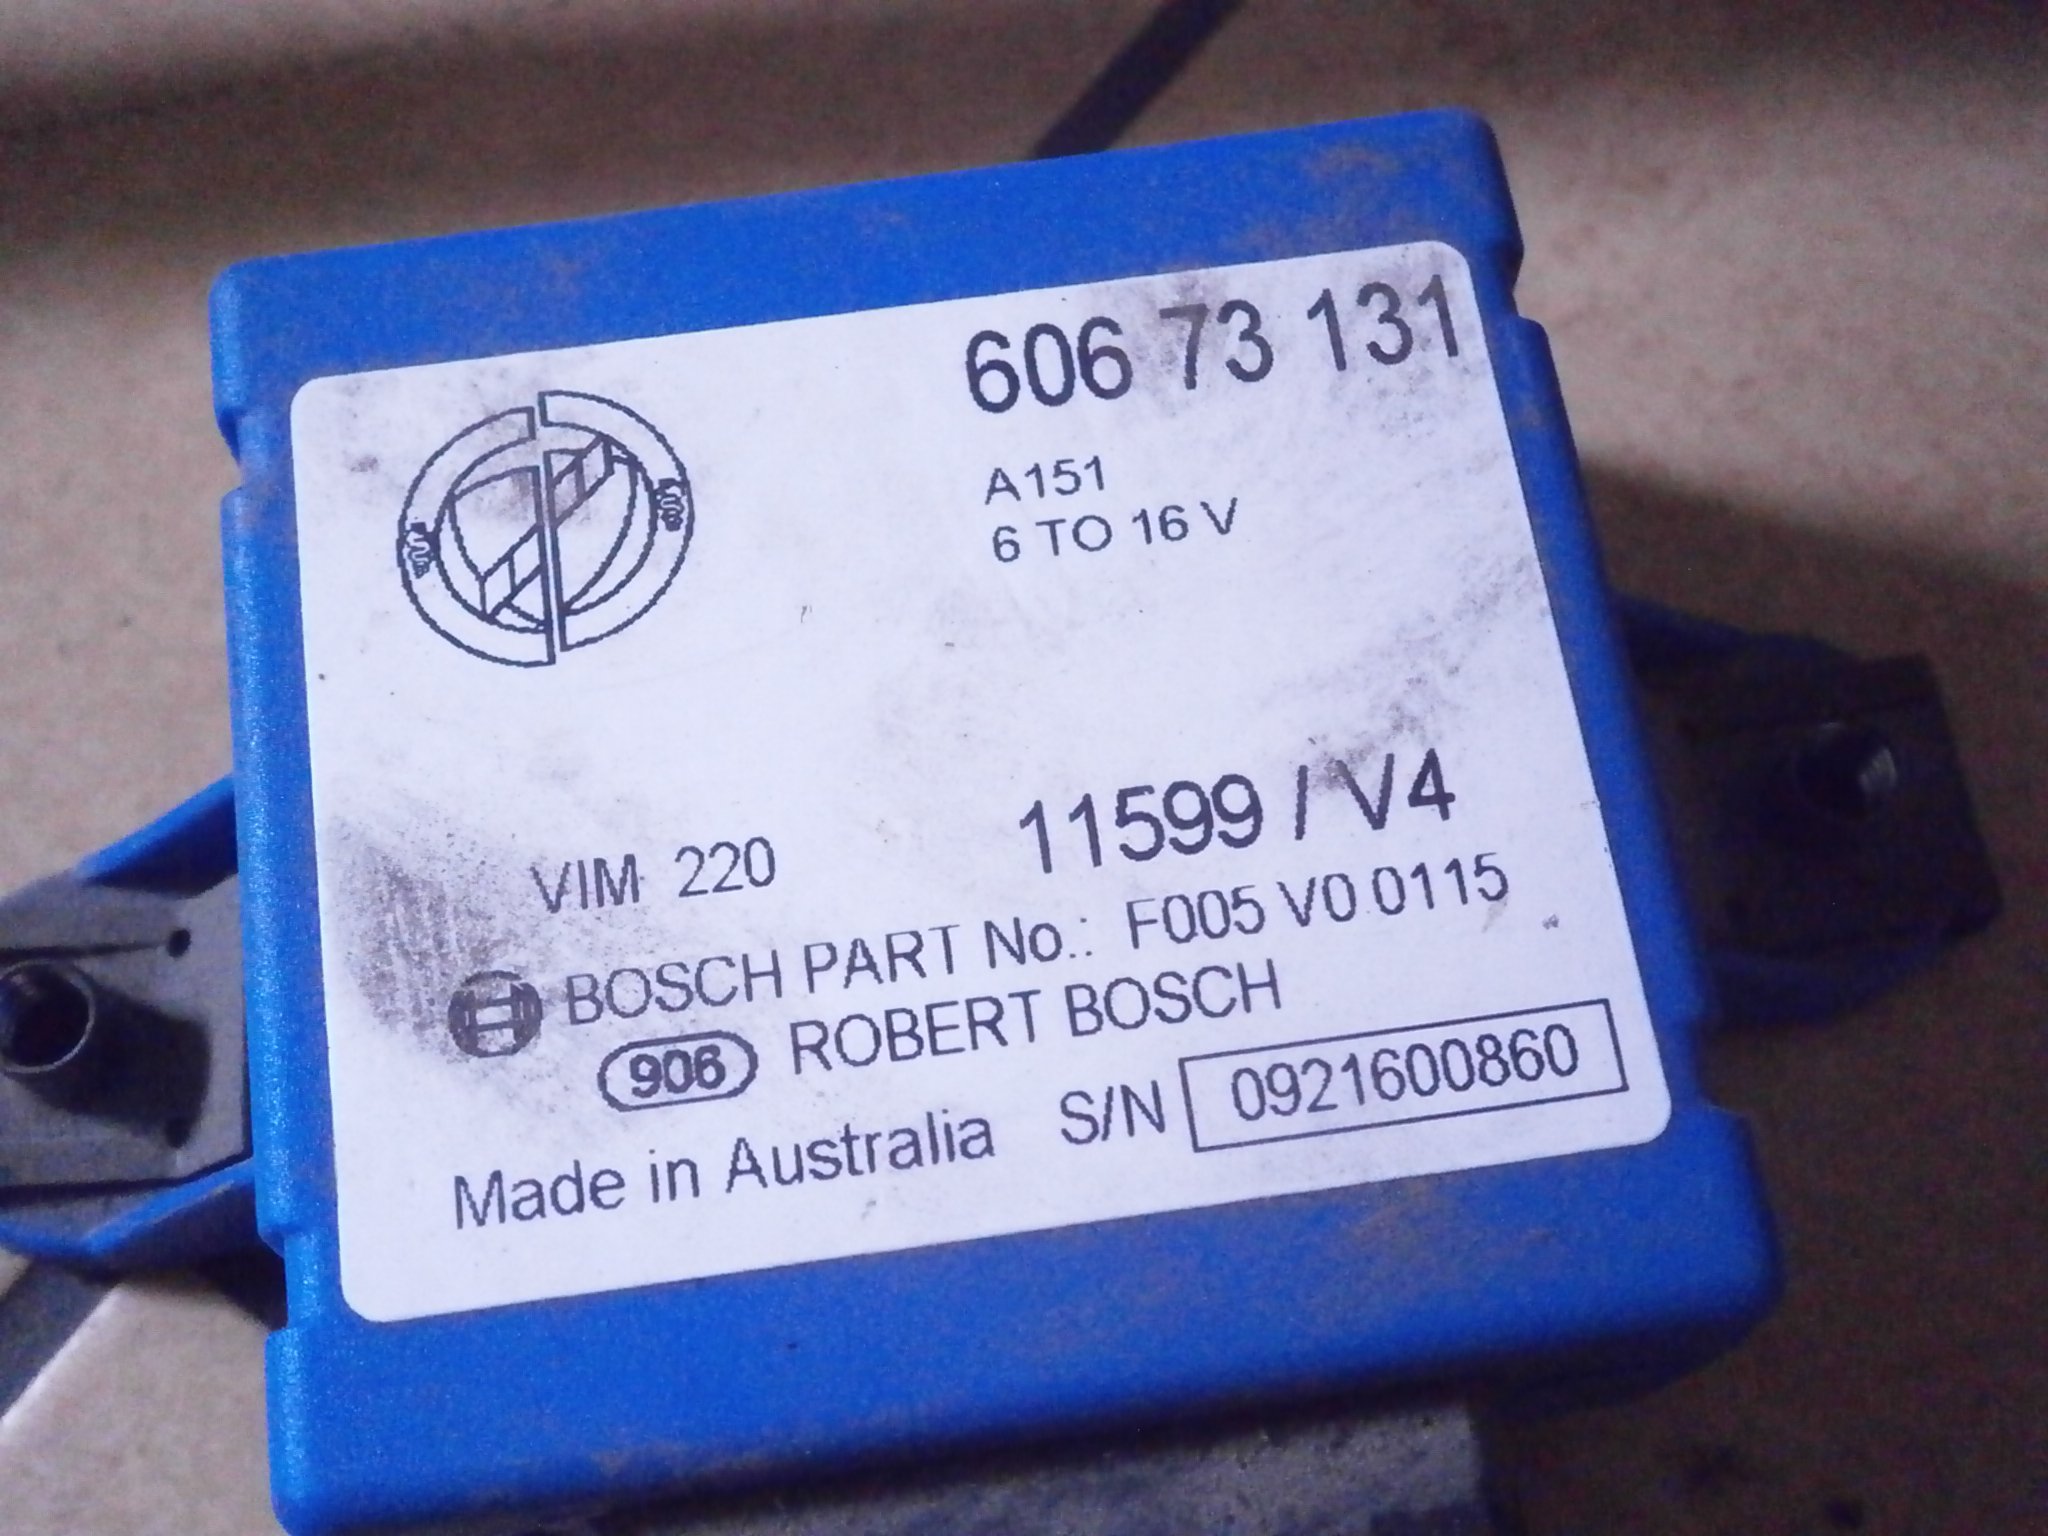 606 73 131
A151
6 TO 16 V
VIM 220 11599 / V4
BOSCH PART No.: F005 V0 0115
906 ROBERT BOSCH
Made in Australia S/N 0921600860